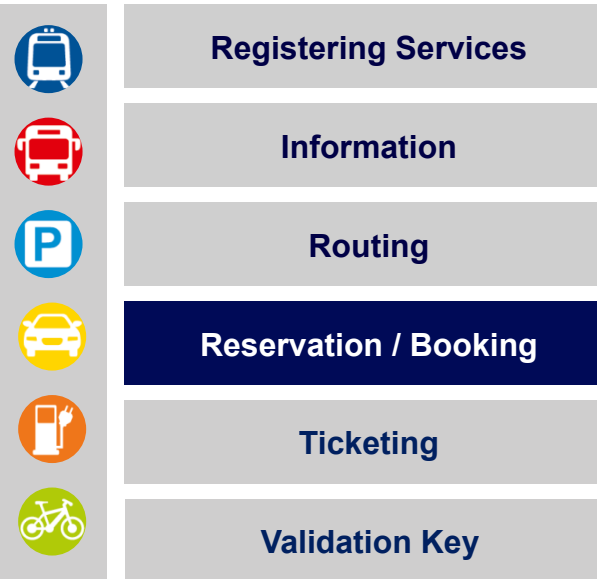 Registering Services
Information
P
Routing
Reservation / Booking
Ticketing
Validation Key